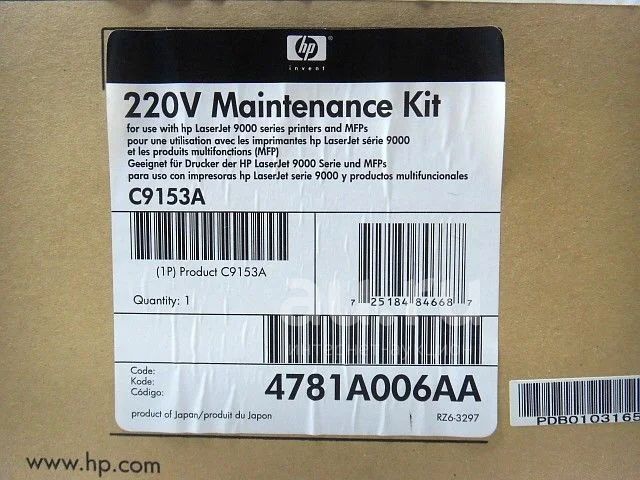 hp
invent
220V Maintenance Kit
for use with hp LaserJet 9000 series printers and MFPs
pour une utilisation avec les imprimantes hp LaserJet série 9000
et les produits multifonctions (MFP)
Geeignet für Drucker der HP LaserJet 9000 Serie und MFPs
para uso con impresoras hp LaserJet serie 9000 y productos multifuncionales
C9153A
(1P) Product C9153A
Quantity: 1
7 25184 84668 7
Code:
Kode:
Código:
4781A006AA
product of Japan/produit du Japon
RZ6-3297
PDB0103165
www.hp.com